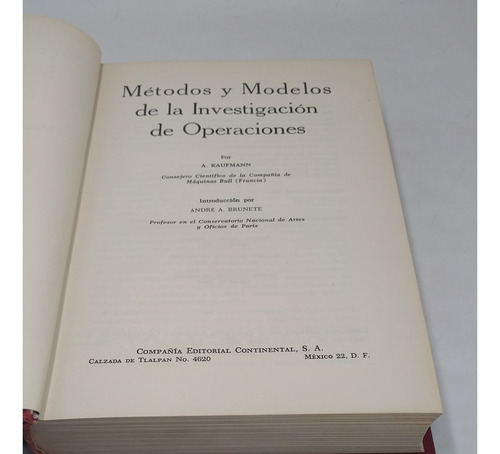 Métodos y Modelos
de la Investigación
de Operaciones
Por
A. KAUFMANN
Consejero Científico de la Compañía de
Máquinas Bull (Francia)
Introducción por
ANDRÉ A. BRUNETE
Profesor en el Conservatorio Nacional de Artes
y Oficios de París
COMPAÑÍA EDITORIAL CONTINENTAL, S. A.
CALZADA DE TLALPAN No. 4620 MÉXICO 22, D. F.